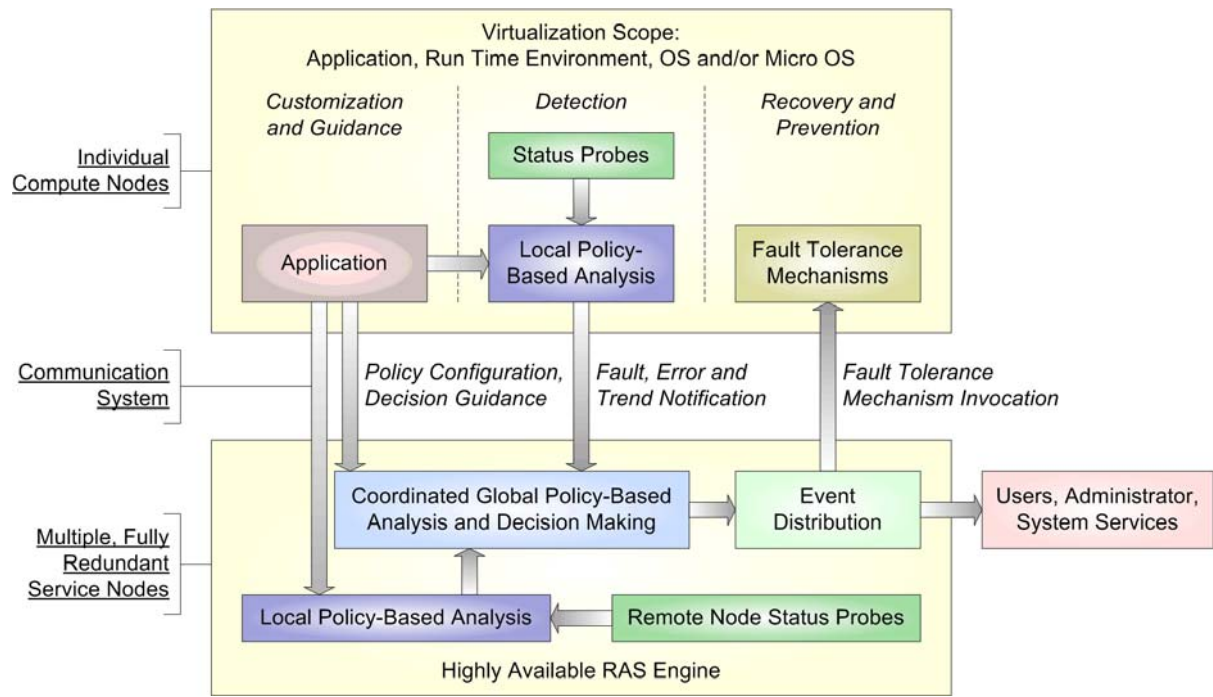 Virtualization Scope:
Application, Run Time Environment, OS and/or Micro OS
Customization
and Guidance
Detection
Recovery and
Prevention
Individual
Compute Nodes
Status Probes
Application
Local Policy-
Based Analysis
Fault Tolerance
Mechanisms
Communication
System
Policy Configuration,
Decision Guidance
Fault, Error and
Trend Notification
Fault Tolerance
Mechanism Invocation
Multiple, Fully
Redundant
Service Nodes
Coordinated Global Policy-Based
Analysis and Decision Making
Event
Distribution
Users, Administrator,
System Services
Local Policy-Based Analysis
Remote Node Status Probes
Highly Available RAS Engine